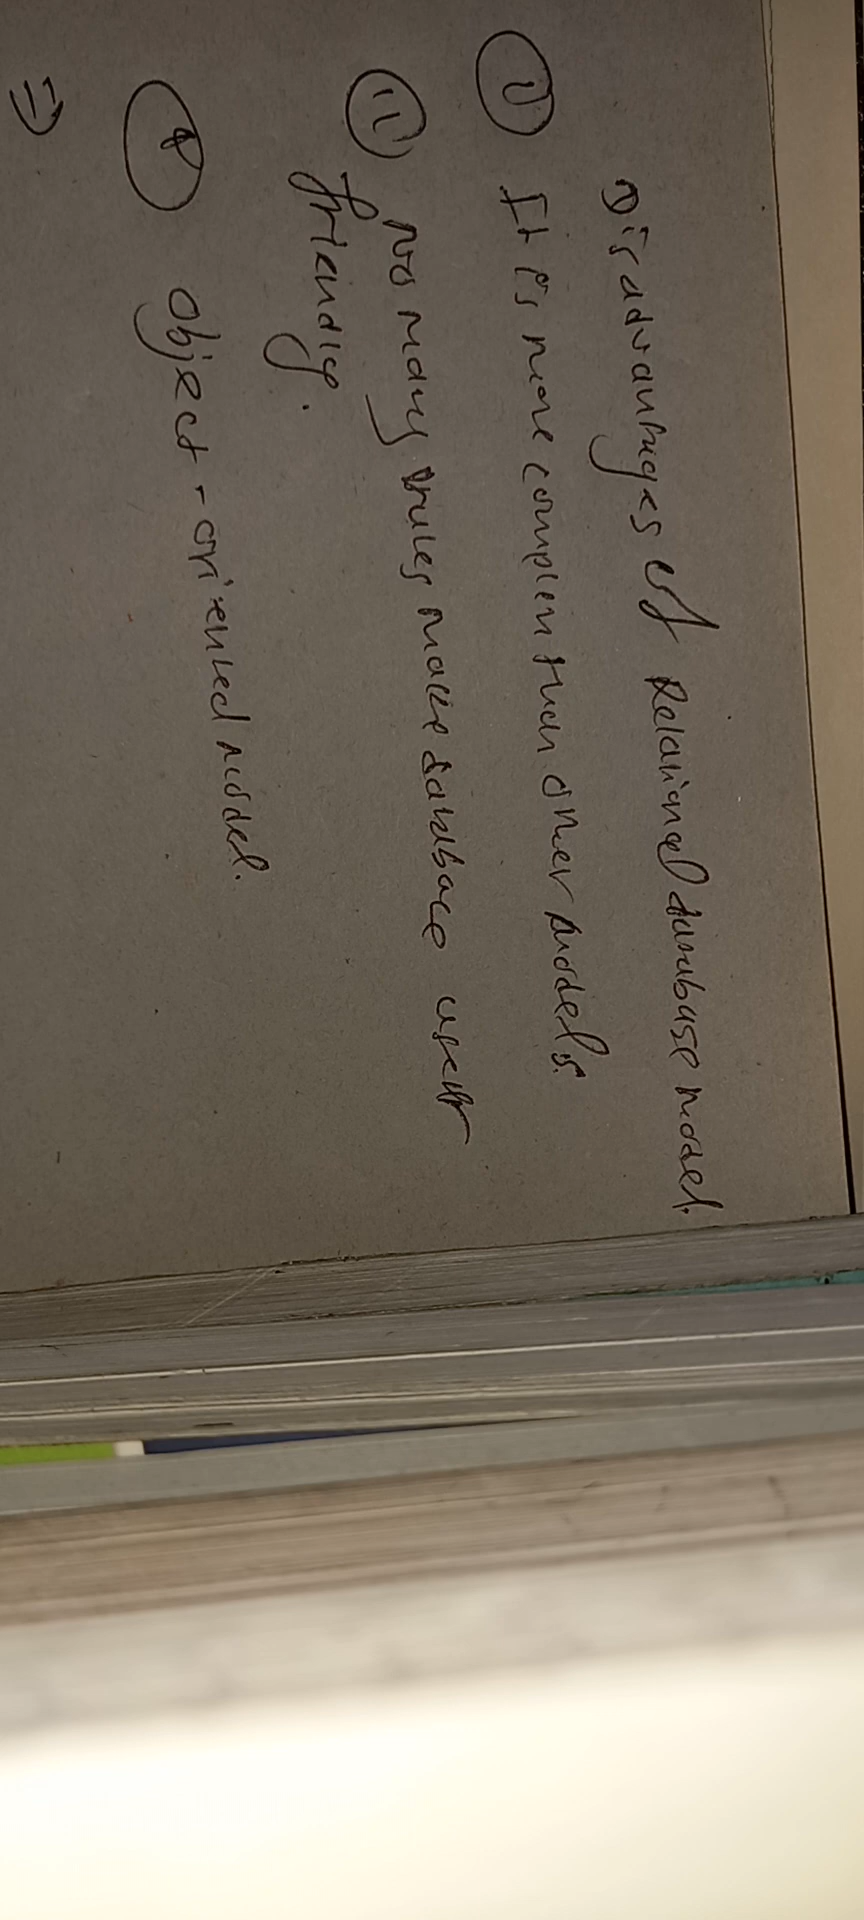 Disadvantages of Relational database model.
(i) It is more complex than other models.
(ii) No many rules make database user
friendly.
(4) Object-oriented model.
⇒